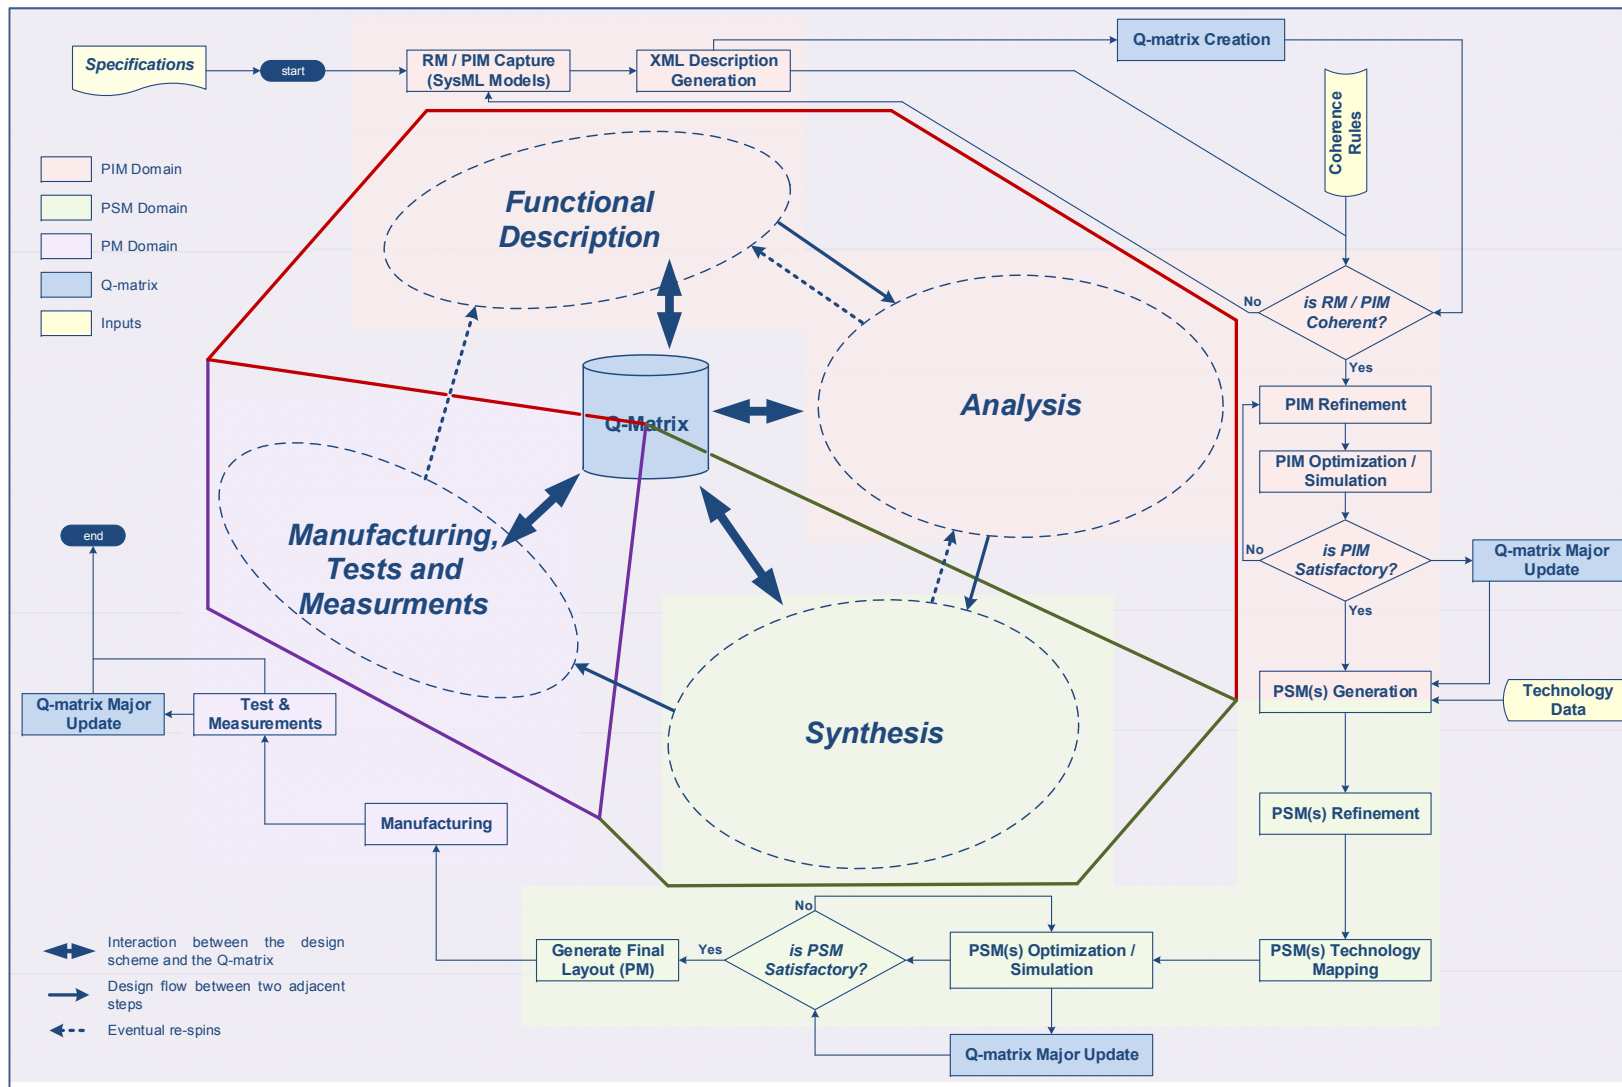 Specifications
start
RM / PIM Capture
(SysML Models)
XML Description
Generation
Q-matrix Creation
Coherence
Rules
PIM Domain
PSM Domain
PM Domain
Q-matrix
Inputs
Functional
Description
is RM / PIM
Coherent?
No
Yes
Analysis
Q-Matrix
PIM Refinement
PIM Optimization /
Simulation
is PIM
Satisfactory?
No
Yes
Q-matrix Major
Update
end
Manufacturing,
Tests and
Measurments
PSM(s) Generation
Technology
Data
Q-matrix Major
Update
Test &
Measurements
Synthesis
PSM(s) Refinement
Manufacturing
Generate Final
Layout (PM)
Yes
No
is PSM
Satisfactory?
PSM(s) Optimization /
Simulation
PSM(s) Technology
Mapping
Q-matrix Major Update
Interaction between the design
scheme and the Q-matrix
Design flow between two adjacent
steps
Eventual re-spins